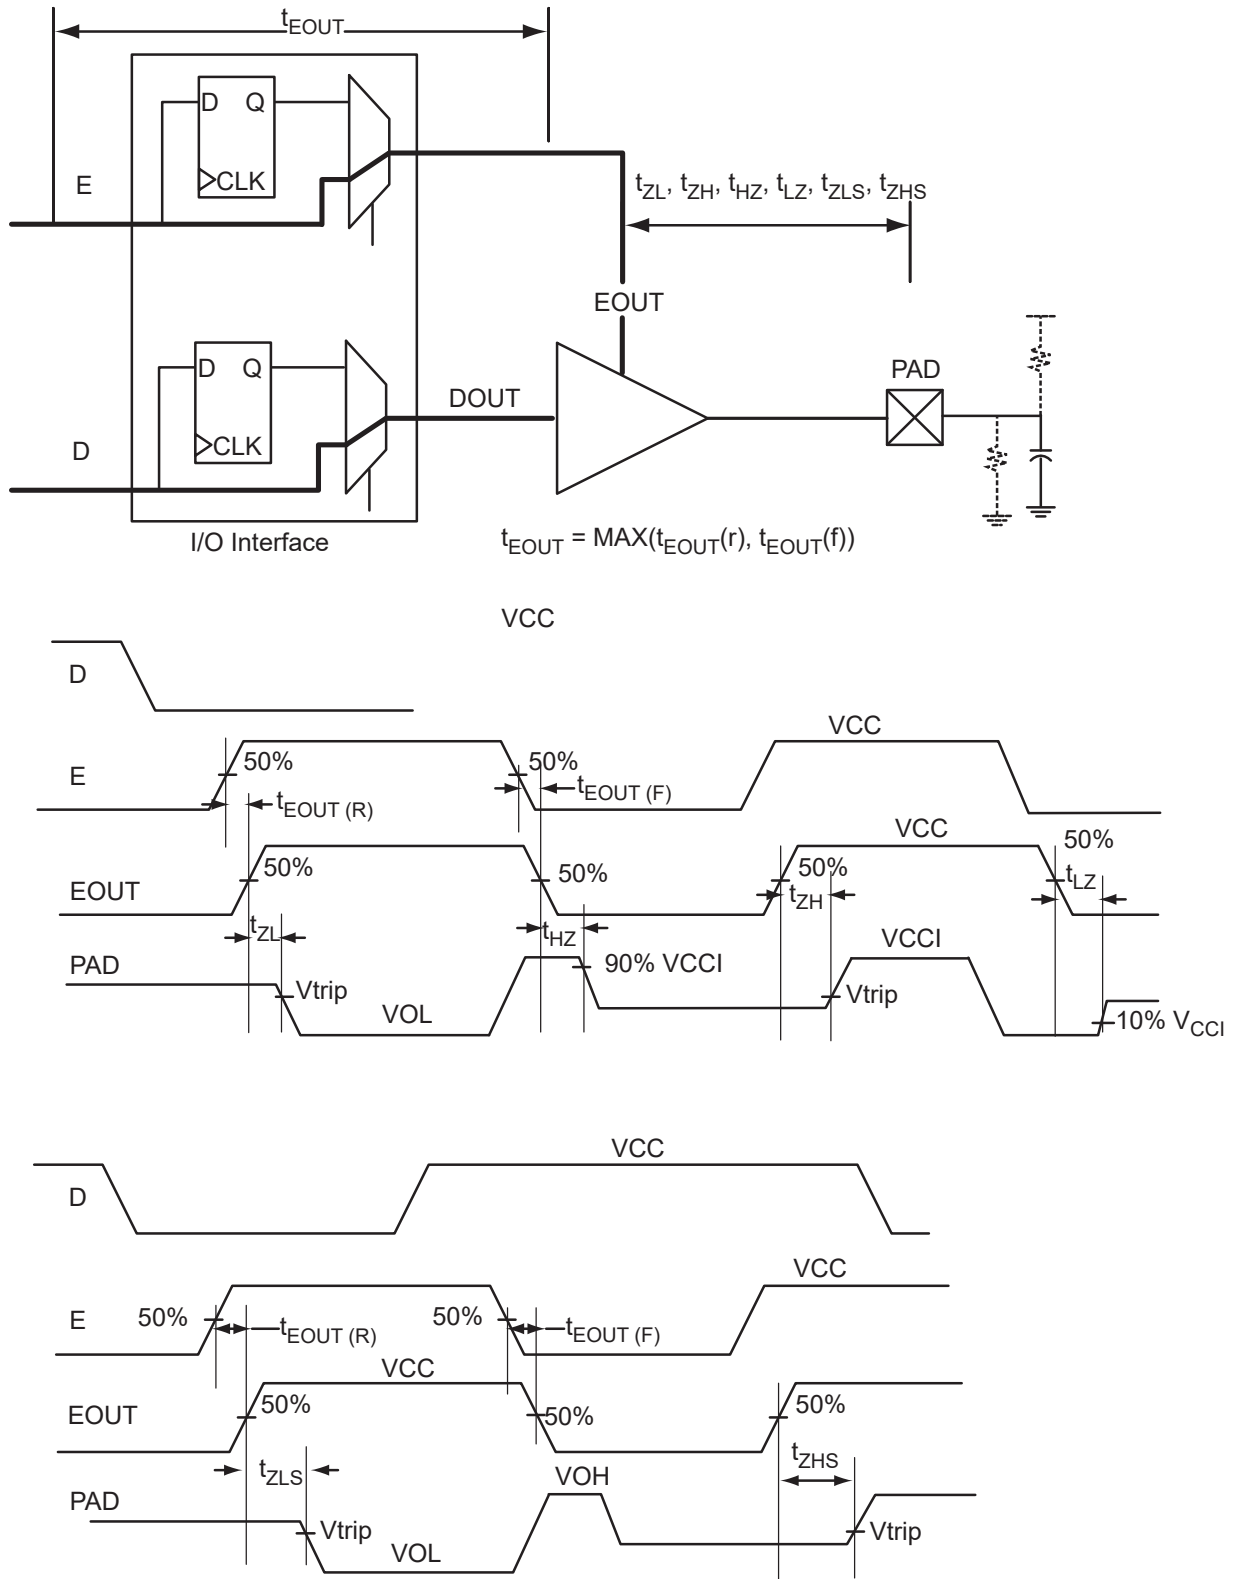 tEOUT
D Q
CLK
E
tZL, tZH, tHZ, tLZ, tZLS, tZHS
EOUT
D Q
CLK
DOUT
PAD
D
I/O Interface
tEOUT = MAX(tEOUT(r), tEOUT(f))
VCC
D
VCC
E
50%
50%
tEOUT (R)
tEOUT (F)
VCC
50%
EOUT
50%
50%
50%
tZL
tHZ
tZH
tLZ
PAD
VCCI
90% VCCI
Vtrip
Vtrip
VOL
10% VCCI
VCC
D
VCC
E
50%
50%
tEOUT (R)
tEOUT (F)
VCC
EOUT
50%
50%
50%
tZLS
VOH
tZHS
PAD
Vtrip
Vtrip
VOL